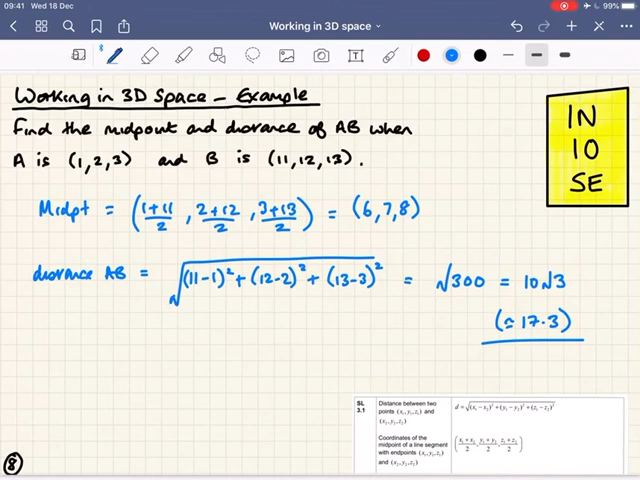 09:41 Wed 18 Dec
99%
Working in 3D space
T
Working in 3D Space - Example
IN
10
SE
Find the midpoint and distance of AB when
A is (1,2,3) and B is (11,12,13).
Midpt = (1+11/2, 2+12/2, 3+13/2) = (6,7,8)
distance AB = √((11-1)² + (12-2)² + (13-3)²) = √300 = 10√3
(≈17.3)
SL
3.1
Distance between two
points (x₁,y₁,z₁) and
(x₂,y₂,z₂)
d = √((x₁ − x₂)² + (y₁ − y₂)² + (z₁ − z₂)²)
Coordinates of the
midpoint of a line segment
with endpoints (x₁,y₁,z₁)
and (x₂,y₂,z₂)
(x₁ + x₂/2, y₁ + y₂/2, z₁ + z₂/2)
8